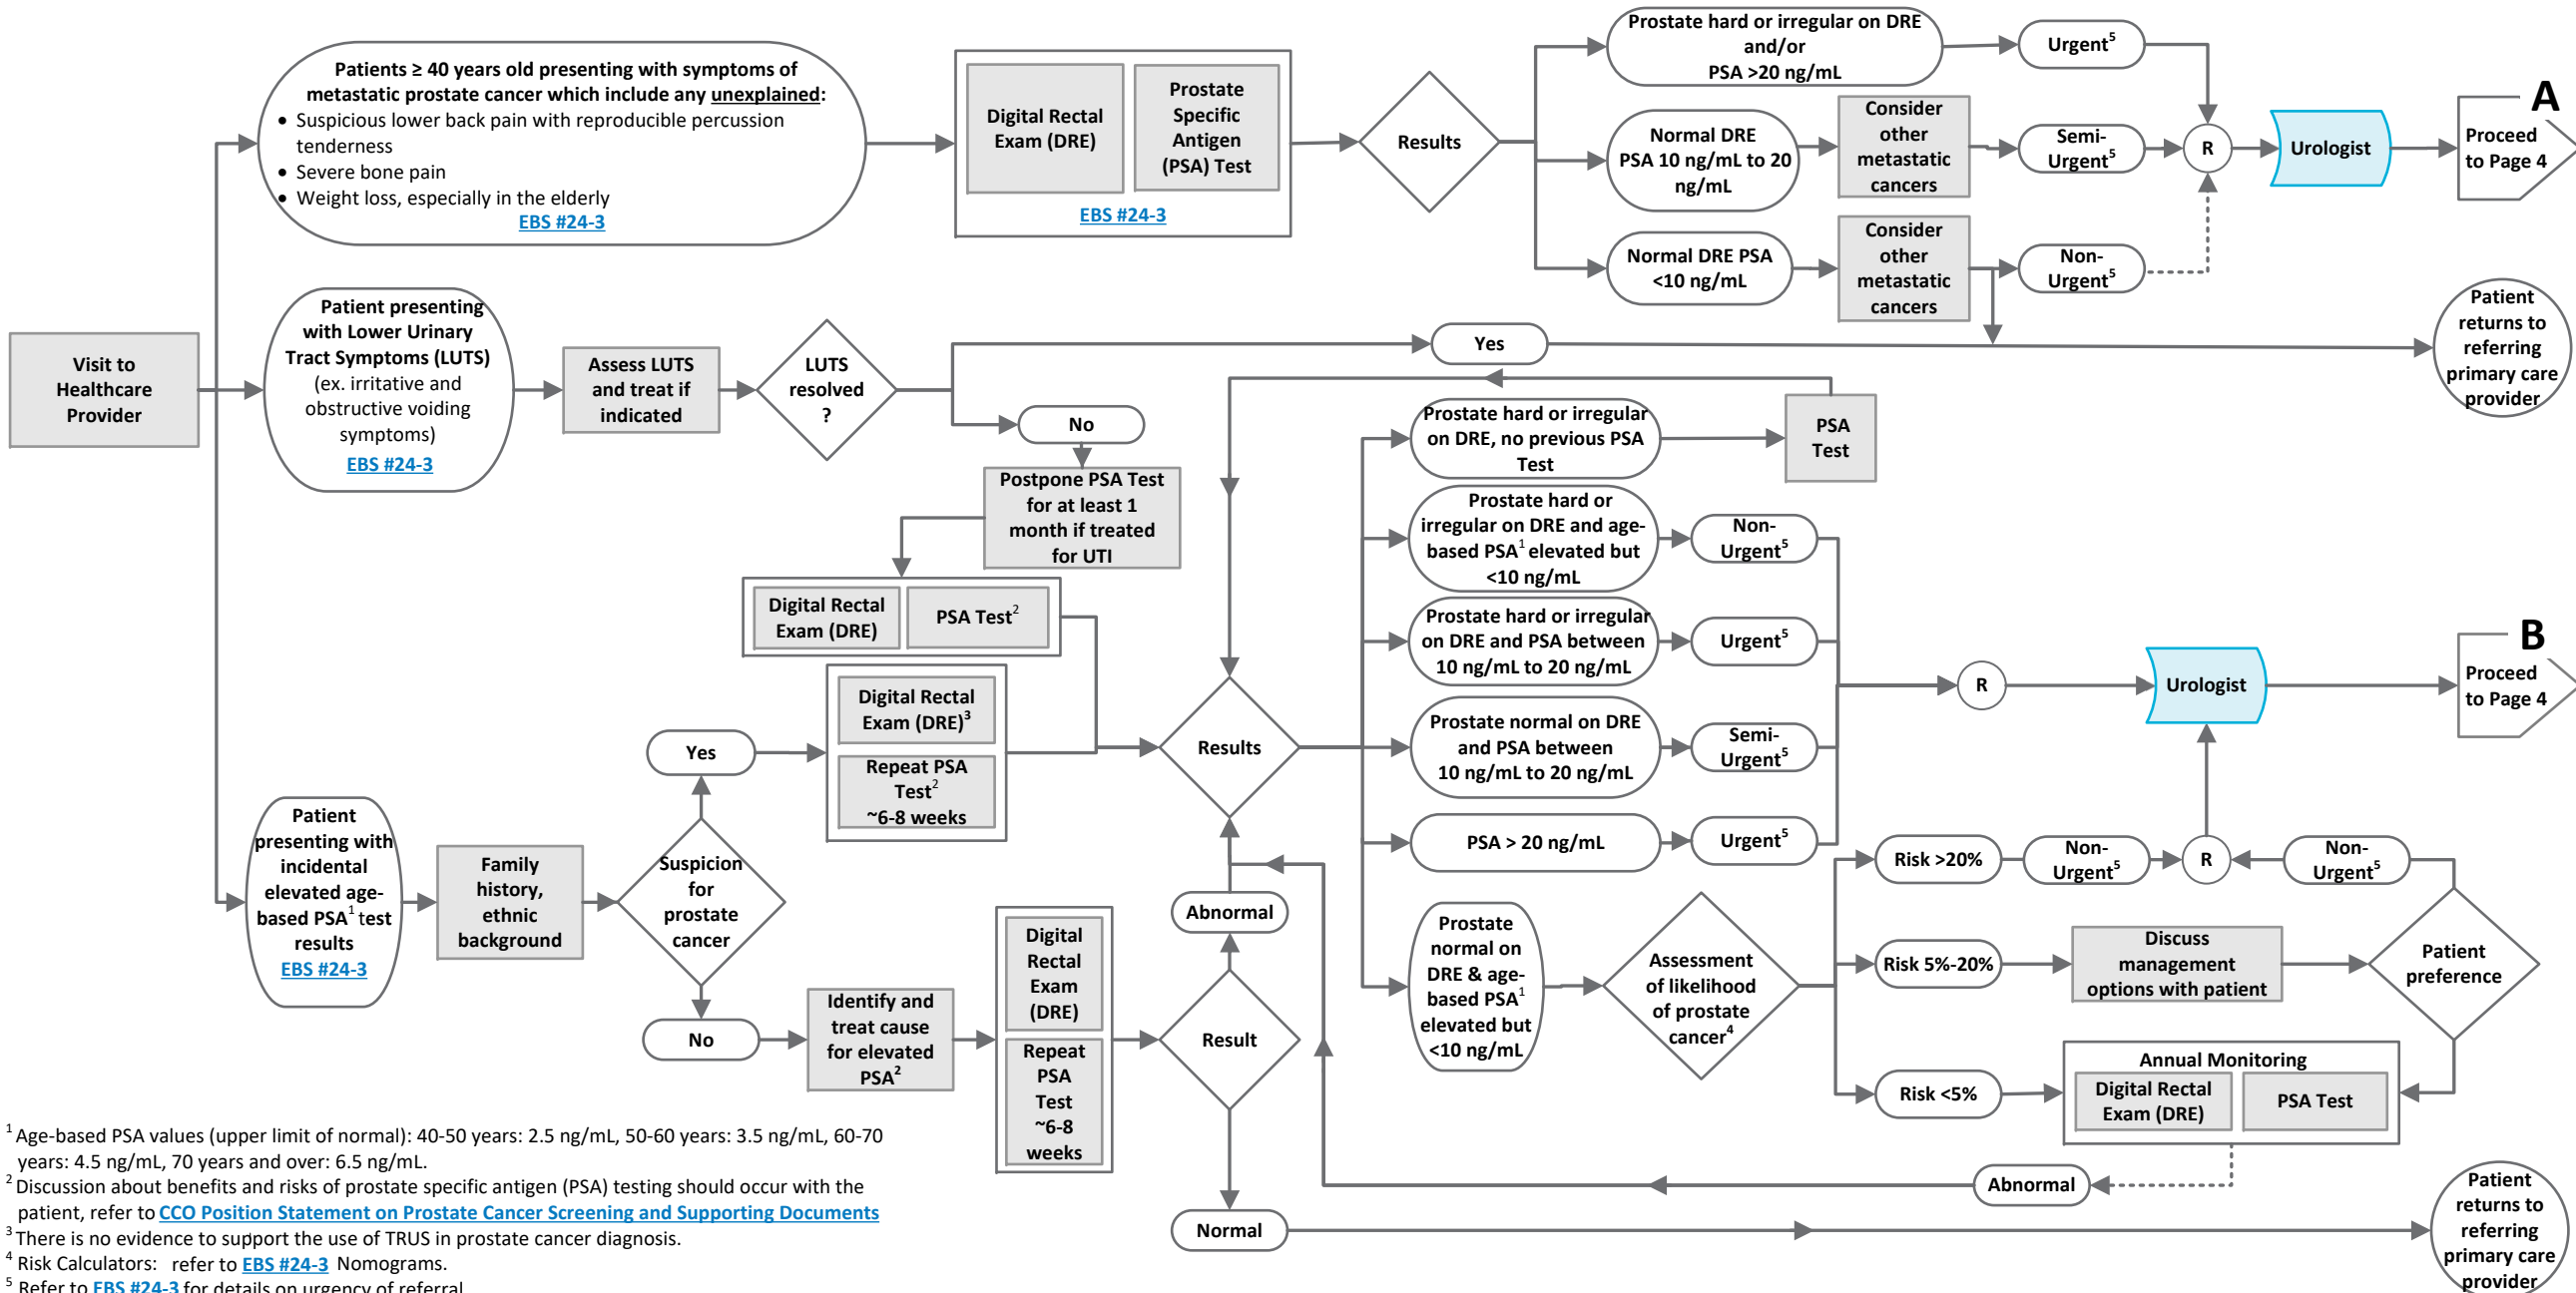 Visit to
Healthcare
Provider
Patients ≥ 40 years old presenting with symptoms of
metastatic prostate cancer which include any unexplained:
• Suspicious lower back pain with reproducible percussion
tenderness
• Severe bone pain
• Weight loss, especially in the elderly
EBS #24-3
Digital Rectal
Exam (DRE)
Prostate
Specific
Antigen
(PSA) Test
EBS #24-3
Results
Prostate hard or irregular on DRE
and/or
PSA >20 ng/mL
Urgent⁵
Normal DRE
PSA 10 ng/mL to 20
ng/mL
Consider
other
metastatic
cancers
Semi-
Urgent⁵
R
Urologist
A
Proceed
to Page 4
Normal DRE PSA
<10 ng/mL
Consider
other
metastatic
cancers
Non-
Urgent⁵
Patient
returns to
referring
primary care
provider
Patient presenting
with Lower Urinary
Tract Symptoms (LUTS)
(ex. irritative and
obstructive voiding
symptoms)
EBS #24-3
Assess LUTS
and treat if
indicated
LUTS
resolved
?
Yes
No
Postpone PSA Test
for at least 1
month if treated
for UTI
Digital Rectal
Exam (DRE)
PSA Test²
Patient
presenting with
incidental
elevated age-
based PSA¹ test
results
EBS #24-3
Family
history,
ethnic
background
Suspicion
for
prostate
cancer
Yes
Digital Rectal
Exam (DRE)³
Repeat PSA
Test²
~6-8 weeks
No
Identify and
treat cause
for elevated
PSA²
Digital
Rectal
Exam
(DRE)
Repeat
PSA
Test
~6-8
weeks
Result
Abnormal
Normal
Results
Prostate hard or irregular
on DRE, no previous PSA
Test
PSA
Test
Prostate hard or
irregular on DRE and age-
based PSA¹ elevated but
<10 ng/mL
Non-
Urgent⁵
Prostate hard or irregular
on DRE and PSA between
10 ng/mL to 20 ng/mL
Urgent⁵
Prostate normal on DRE
and PSA between
10 ng/mL to 20 ng/mL
Semi-
Urgent⁵
PSA > 20 ng/mL
Urgent⁵
R
Urologist
B
Proceed
to Page 4
Prostate
normal on
DRE & age-
based PSA¹
elevated but
<10 ng/mL
Assessment
of likelihood
of prostate
cancer⁴
Risk >20%
Non-
Urgent⁵
R
Non-
Urgent⁵
Risk 5%-20%
Discuss
management
options with patient
Patient
preference
Risk <5%
Annual Monitoring
Digital Rectal
Exam (DRE)
PSA Test
Abnormal
Patient
returns to
referring
primary care
provider
¹ Age-based PSA values (upper limit of normal): 40-50 years: 2.5 ng/mL, 50-60 years: 3.5 ng/mL, 60-70
years: 4.5 ng/mL, 70 years and over: 6.5 ng/mL.
² Discussion about benefits and risks of prostate specific antigen (PSA) testing should occur with the
patient, refer to CCO Position Statement on Prostate Cancer Screening and Supporting Documents
³ There is no evidence to support the use of TRUS in prostate cancer diagnosis.
⁴ Risk Calculators: refer to EBS #24-3 Nomograms.
⁵ Refer to EBS #24-3 for details on urgency of referral